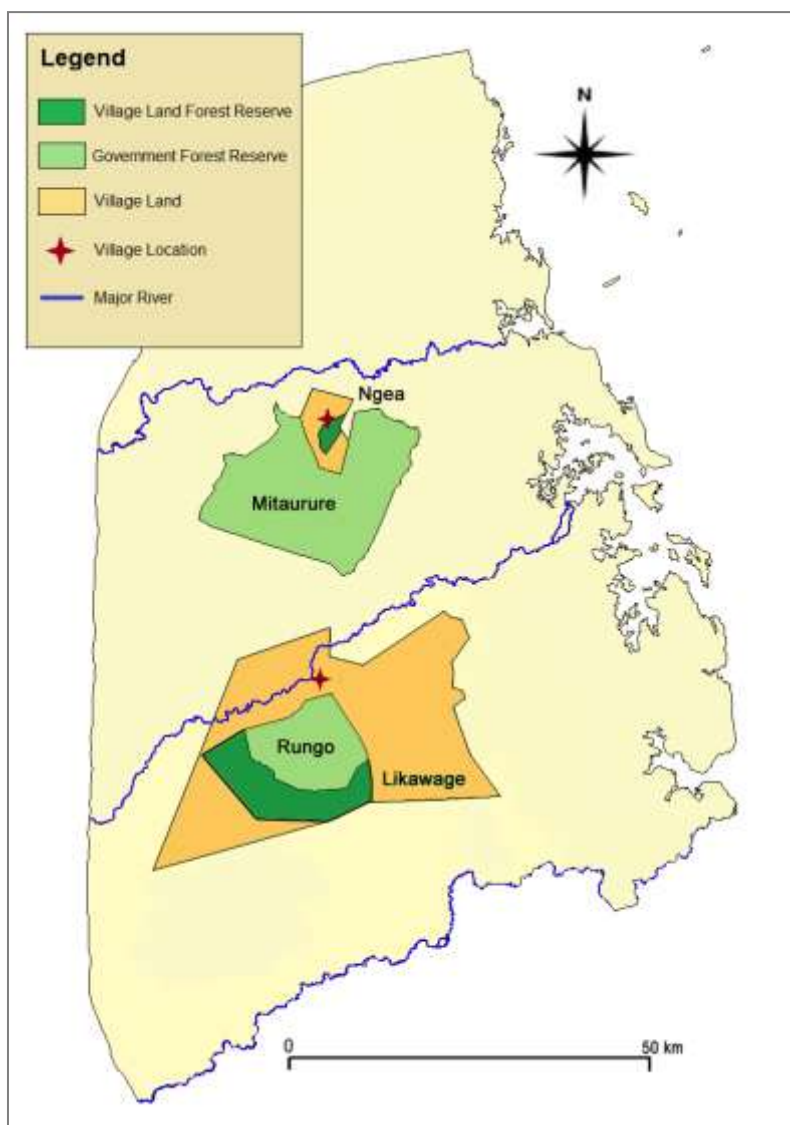 Legend
Village Land Forest Reserve
Government Forest Reserve
Village Land
Village Location
Major River
N
Ngea
Mitaurure
Rungo
Likawage
0 50 km